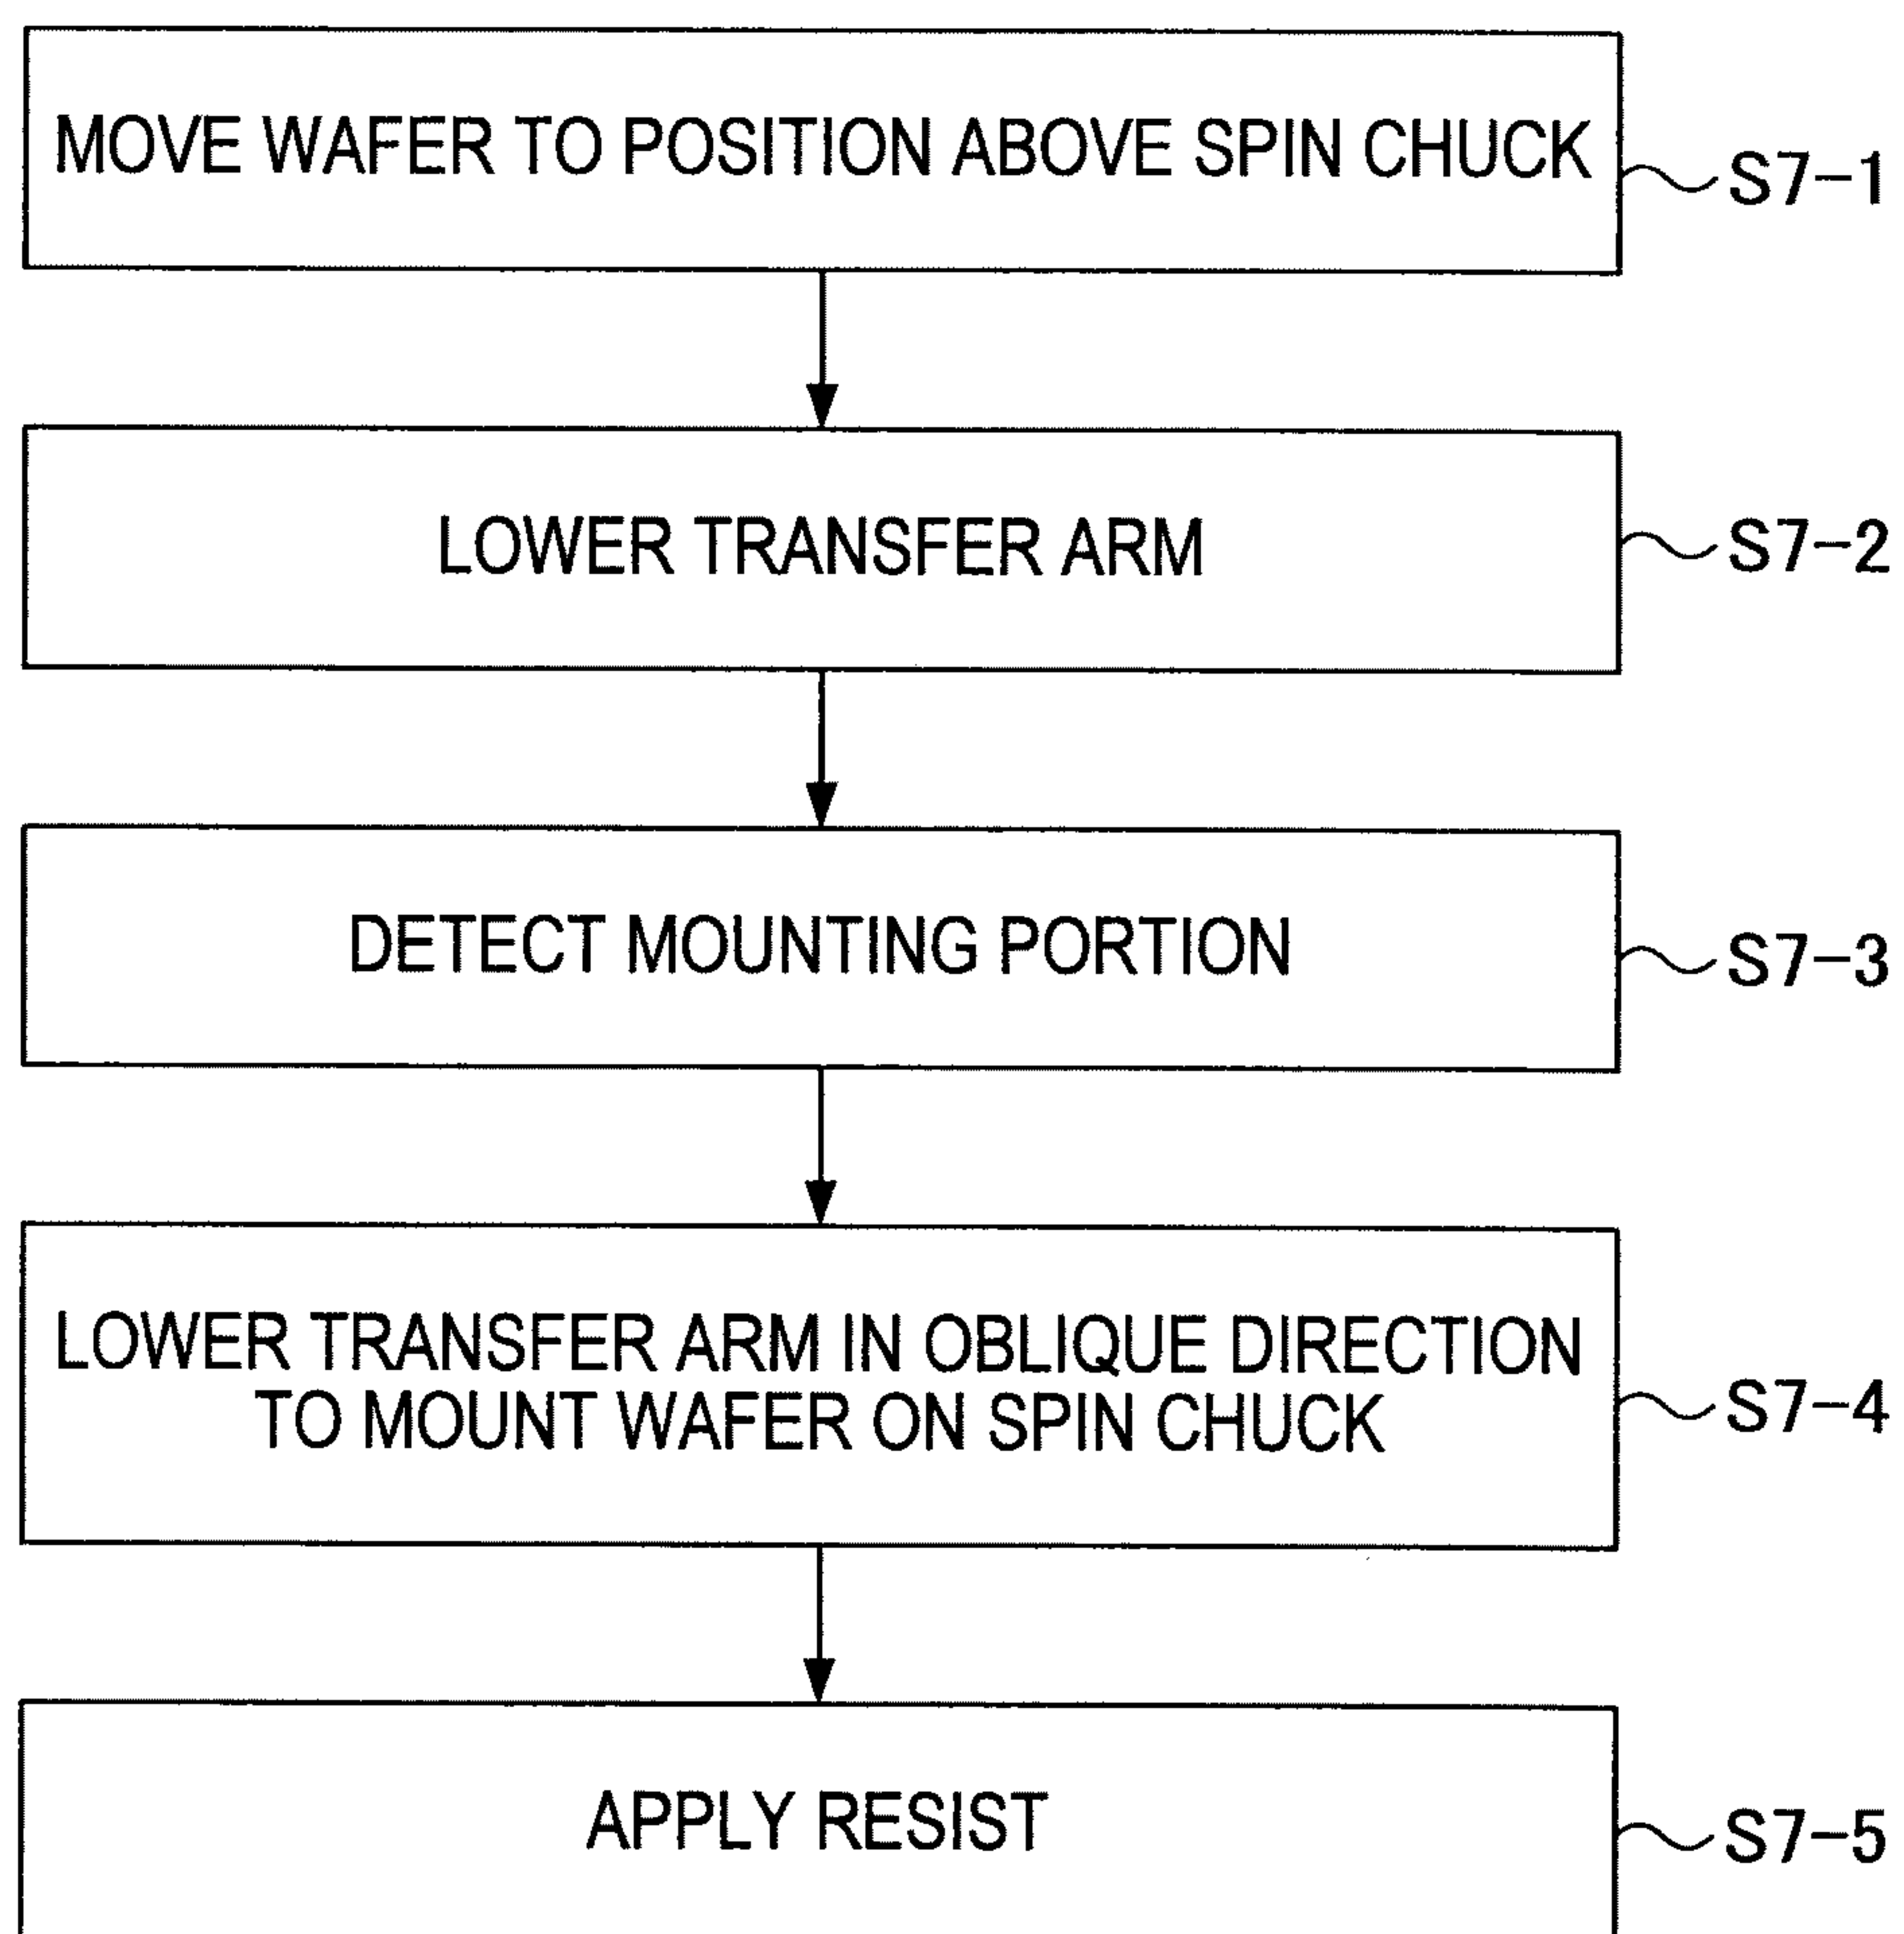 MOVE WAFER TO POSITION ABOVE SPIN CHUCK
S7-1
LOWER TRANSFER ARM
S7-2
DETECT MOUNTING PORTION
S7-3
LOWER TRANSFER ARM IN OBLIQUE DIRECTION
TO MOUNT WAFER ON SPIN CHUCK
S7-4
APPLY RESIST
S7-5